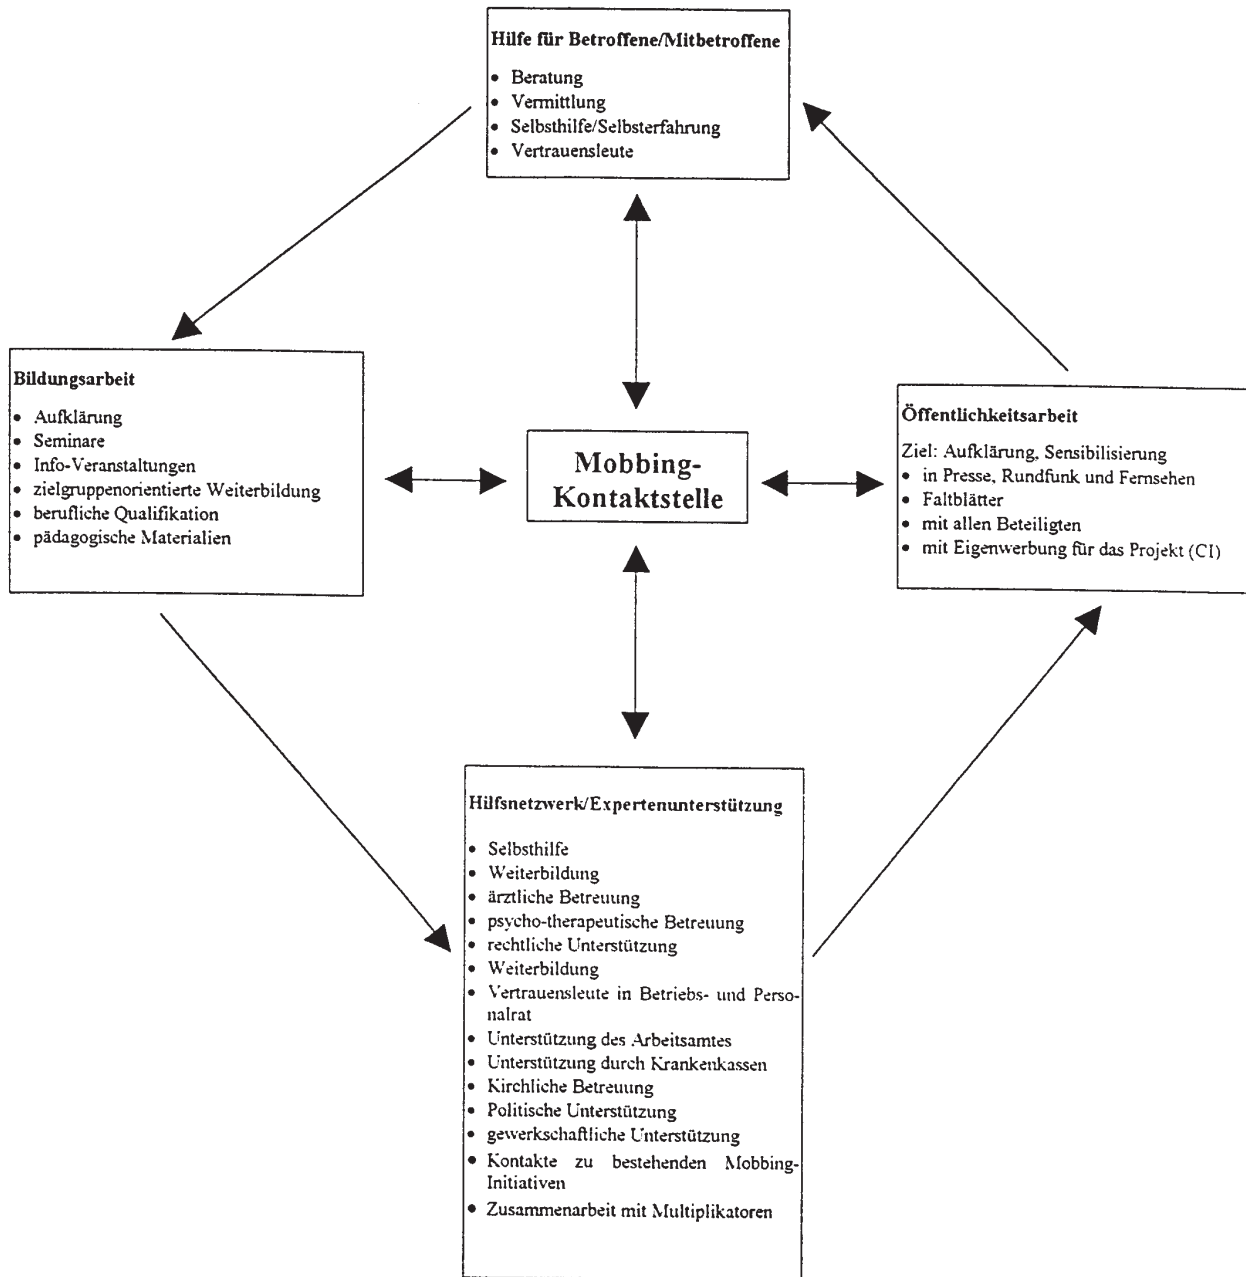 Hilfe für Betroffene/Mitbetroffene
• Beratung
• Vermittlung
• Selbsthilfe/Selbsterfahrung
• Vertrauensleute
Bildungsarbeit
• Aufklärung
• Seminare
• Info-Veranstaltungen
• zielgruppenorientierte Weiterbildung
• berufliche Qualifikation
• pädagogische Materialien
Mobbing-
Kontaktstelle
Öffentlichkeitsarbeit
Ziel: Aufklärung, Sensibilisierung
• in Presse, Rundfunk und Fernsehen
• Faltblätter
• mit allen Beteiligten
• mit Eigenwerbung für das Projekt (CI)
Hilfsnetzwerk/Expertenunterstützung
• Selbsthilfe
• Weiterbildung
• ärztliche Betreuung
• psycho-therapeutische Betreuung
• rechtliche Unterstützung
• Weiterbildung
• Vertrauensleute in Betriebs- und Perso-
nalrat
• Unterstützung des Arbeitsamtes
• Unterstützung durch Krankenkassen
• Kirchliche Betreuung
• Politische Unterstützung
• gewerkschaftliche Unterstützung
• Kontakte zu bestehenden Mobbing-
Initiativen
• Zusammenarbeit mit Multiplikatoren